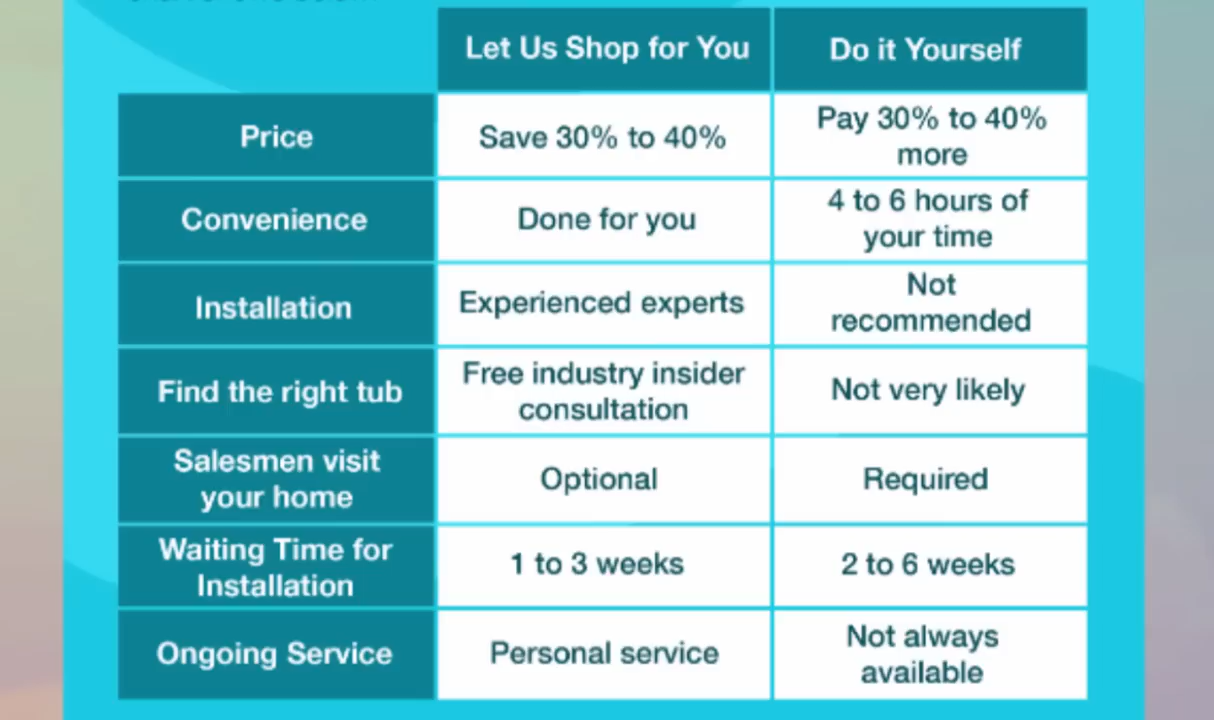 Let Us Shop for You
Do it Yourself
Price
Save 30% to 40%
Pay 30% to 40%
more
Convenience
Done for you
4 to 6 hours of
your time
Installation
Experienced experts
Not
recommended
Find the right tub
Free industry insider
consultation
Not very likely
Salesmen visit
your home
Optional
Required
Waiting Time for
Installation
1 to 3 weeks
2 to 6 weeks
Ongoing Service
Personal service
Not always
available